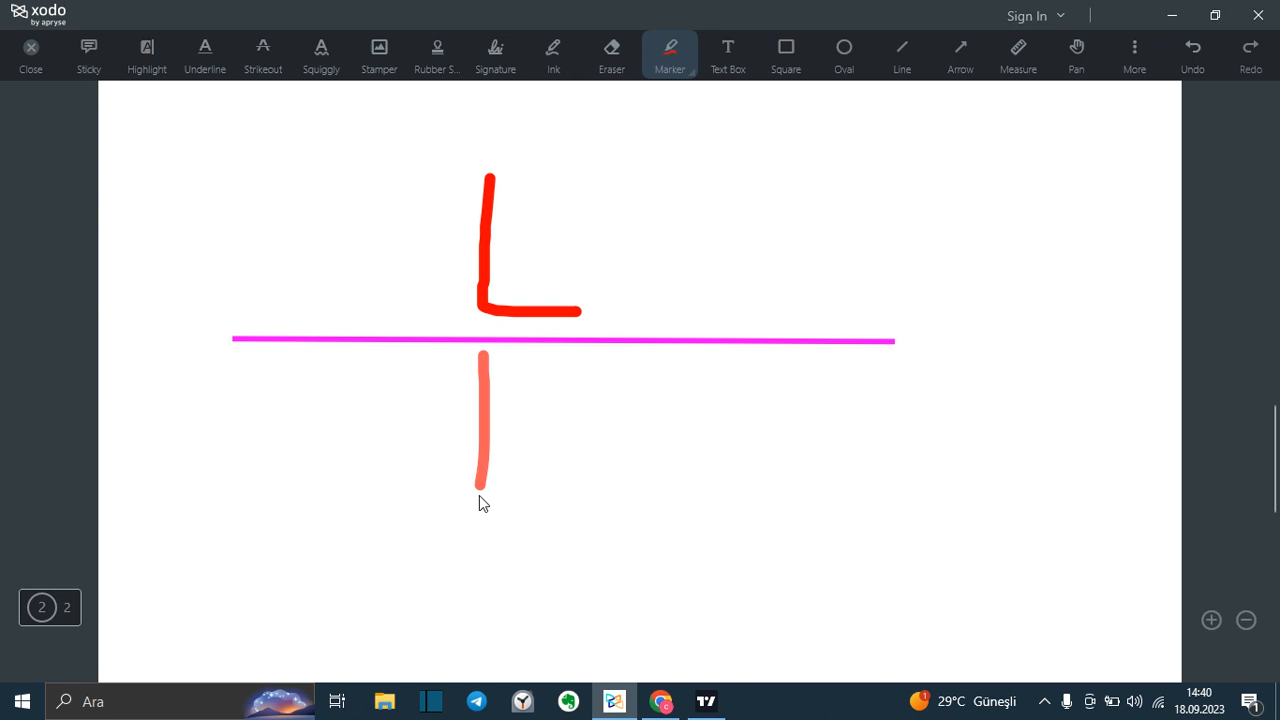 xodo
by apryse
Sign In
Close
Sticky
Highlight
Underline
Strikeout
Squiggly
Stamper
Rubber S...
Signature
Ink
Eraser
Marker
Text Box
Square
Oval
Line
Arrow
Measure
Pan
More
Undo
Redo
L
2 2
Ara
1
29°C Güneşli
14:40
18.09.2023
1